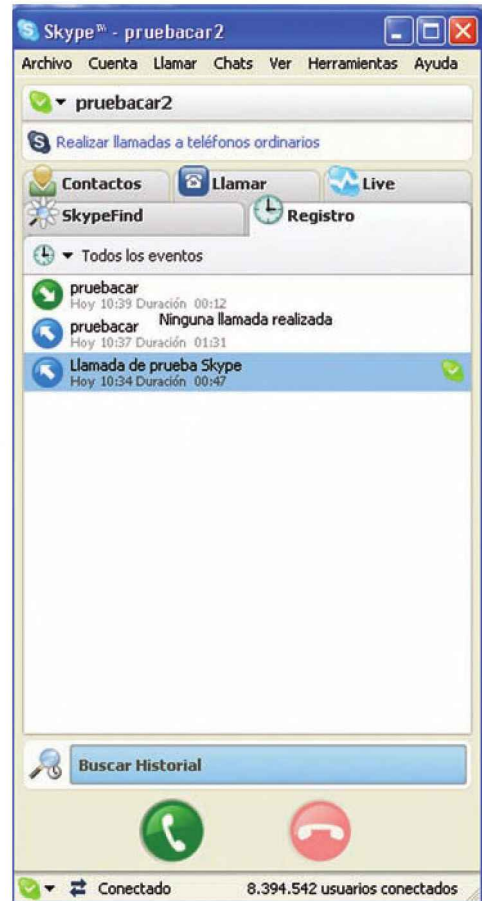 Skype™ - pruebacar2
Archivo Cuenta Llamar Chats Ver Herramientas Ayuda
pruebacar2
Realizar llamadas a teléfonos ordinarios
Contactos Llamar Live
SkypeFind Registro
Todos los eventos
pruebacar
Hoy 10:39 Duración 00:12
Ninguna llamada realizada
pruebacar
Hoy 10:37 Duración 01:31
Llamada de prueba Skype
Hoy 10:34 Duración 00:47
Buscar Historial
Conectado 8.394.542 usuarios conectados